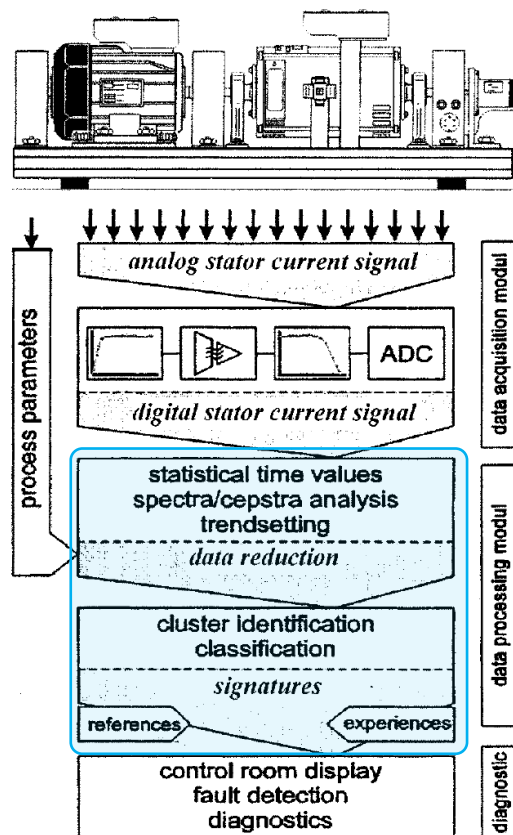 analog stator current signal
ADC
digital stator current signal
process parameters
data acquisition modul
statistical time values
spectra/cepstra analysis
trendsetting
data reduction
cluster identification
classification
signatures
references
experiences
data processing modul
control room display
fault detection
diagnostics
diagnostic